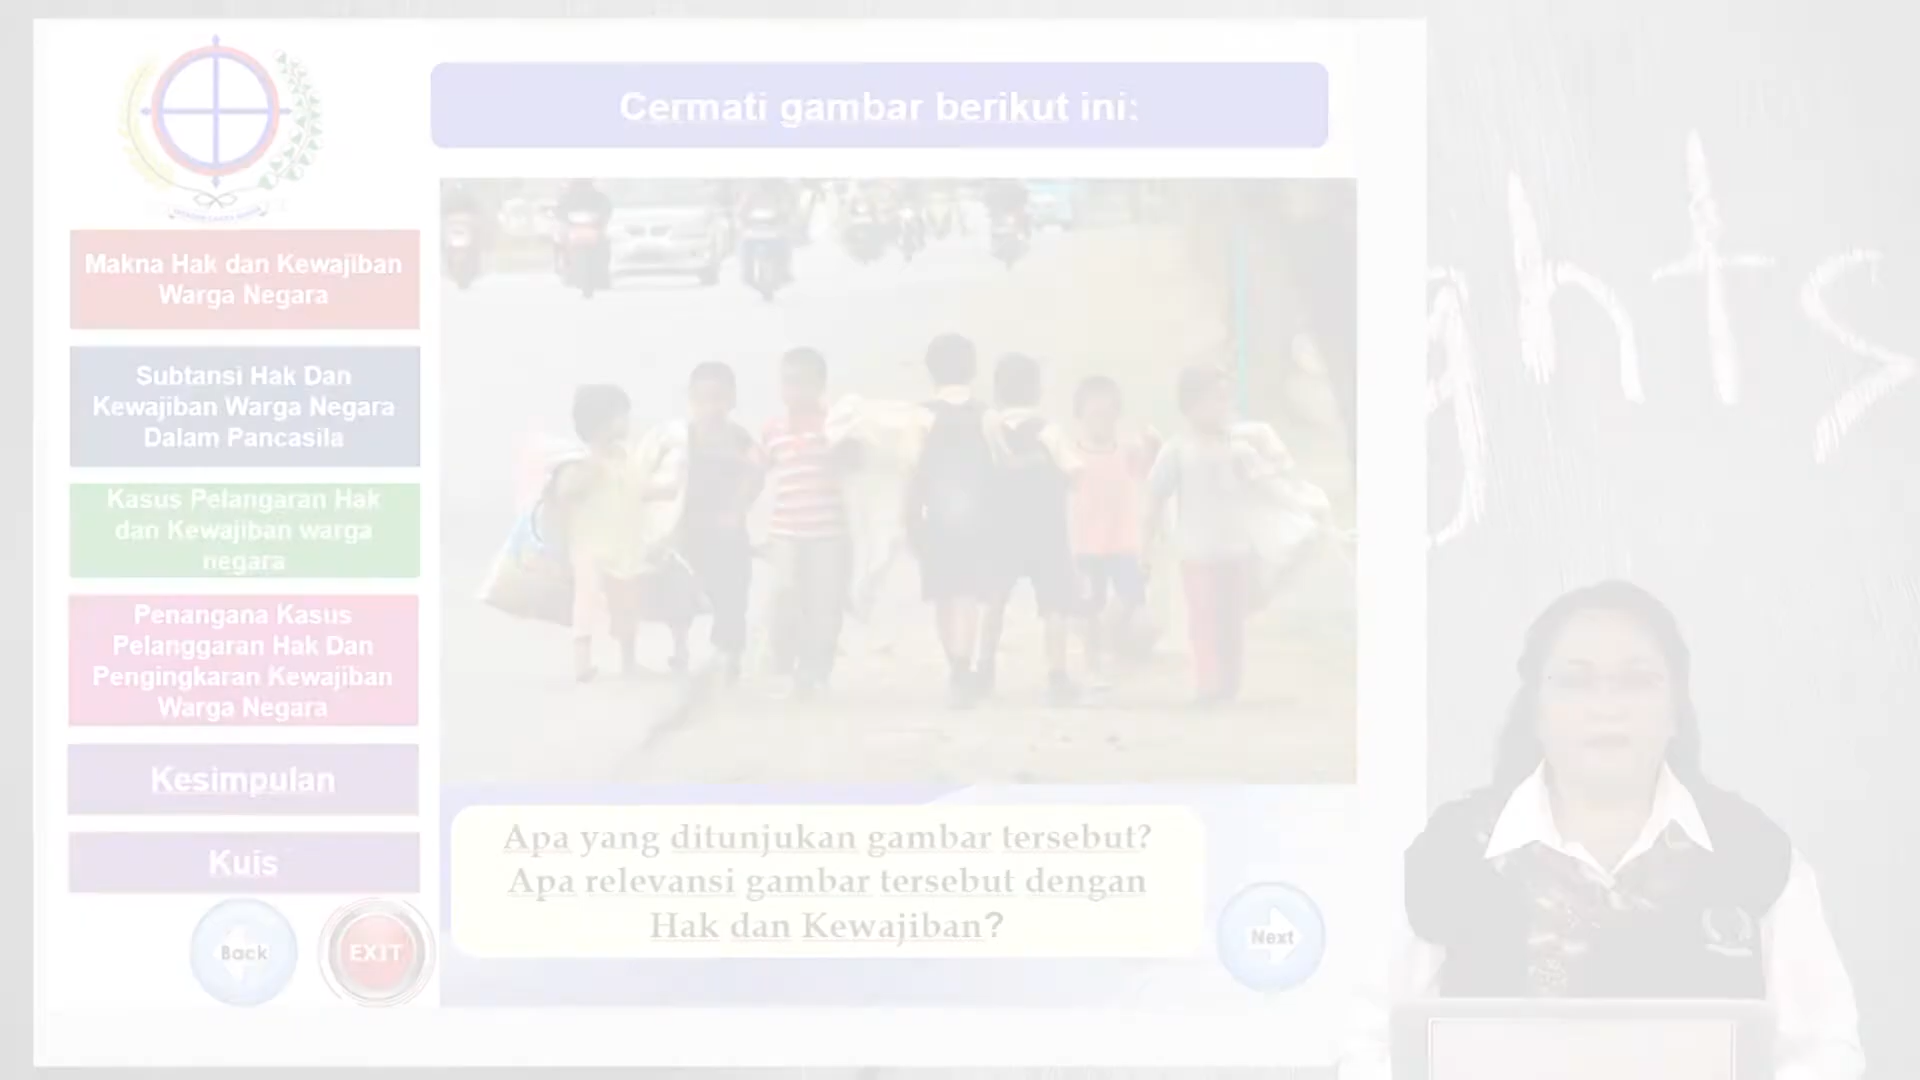 Cermati gambar berikut ini:
Makna Hak dan Kewajiban
Warga Negara
Subtansi Hak Dan
Kewajiban Warga Negara
Dalam Pancasila
Kasus Pelangaran Hak
dan Kewajiban warga
negara
Penangana Kasus
Pelanggaran Hak Dan
Pengingkaran Kewajiban
Warga Negara
Kesimpulan
Kuis
Back
EXIT
Apa yang ditunjukan gambar tersebut?
Apa relevansi gambar tersebut dengan
Hak dan Kewajiban?
Next
ghts